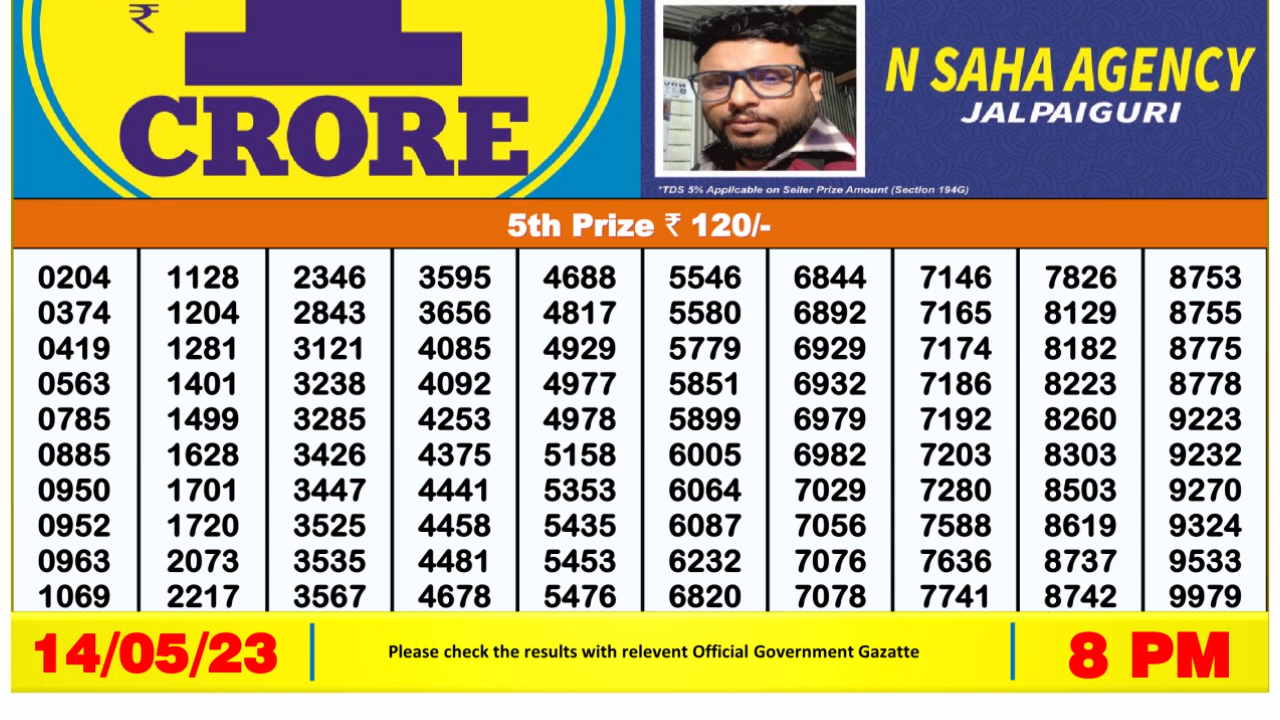 ₹
1
CRORE
N SAHA AGENCY
JALPAIGURI
*TDS 5% Applicable on Seller Prize Amount (Section 194G)
5th Prize ₹ 120/-
0204 1128 2346 3595 4688 5546 6844 7146 7826 8753
0374 1204 2843 3656 4817 5580 6892 7165 8129 8755
0419 1281 3121 4085 4929 5779 6929 7174 8182 8775
0563 1401 3238 4092 4977 5851 6932 7186 8223 8778
0785 1499 3285 4253 4978 5899 6979 7192 8260 9223
0885 1628 3426 4375 5158 6005 6982 7203 8303 9232
0950 1701 3447 4441 5353 6064 7029 7280 8503 9270
0952 1720 3525 4458 5435 6087 7056 7588 8619 9324
0963 2073 3535 4481 5453 6232 7076 7636 8737 9533
1069 2217 3567 4678 5476 6820 7078 7741 8742 9979
14/05/23 Please check the results with relevent Official Government Gazatte 8 PM